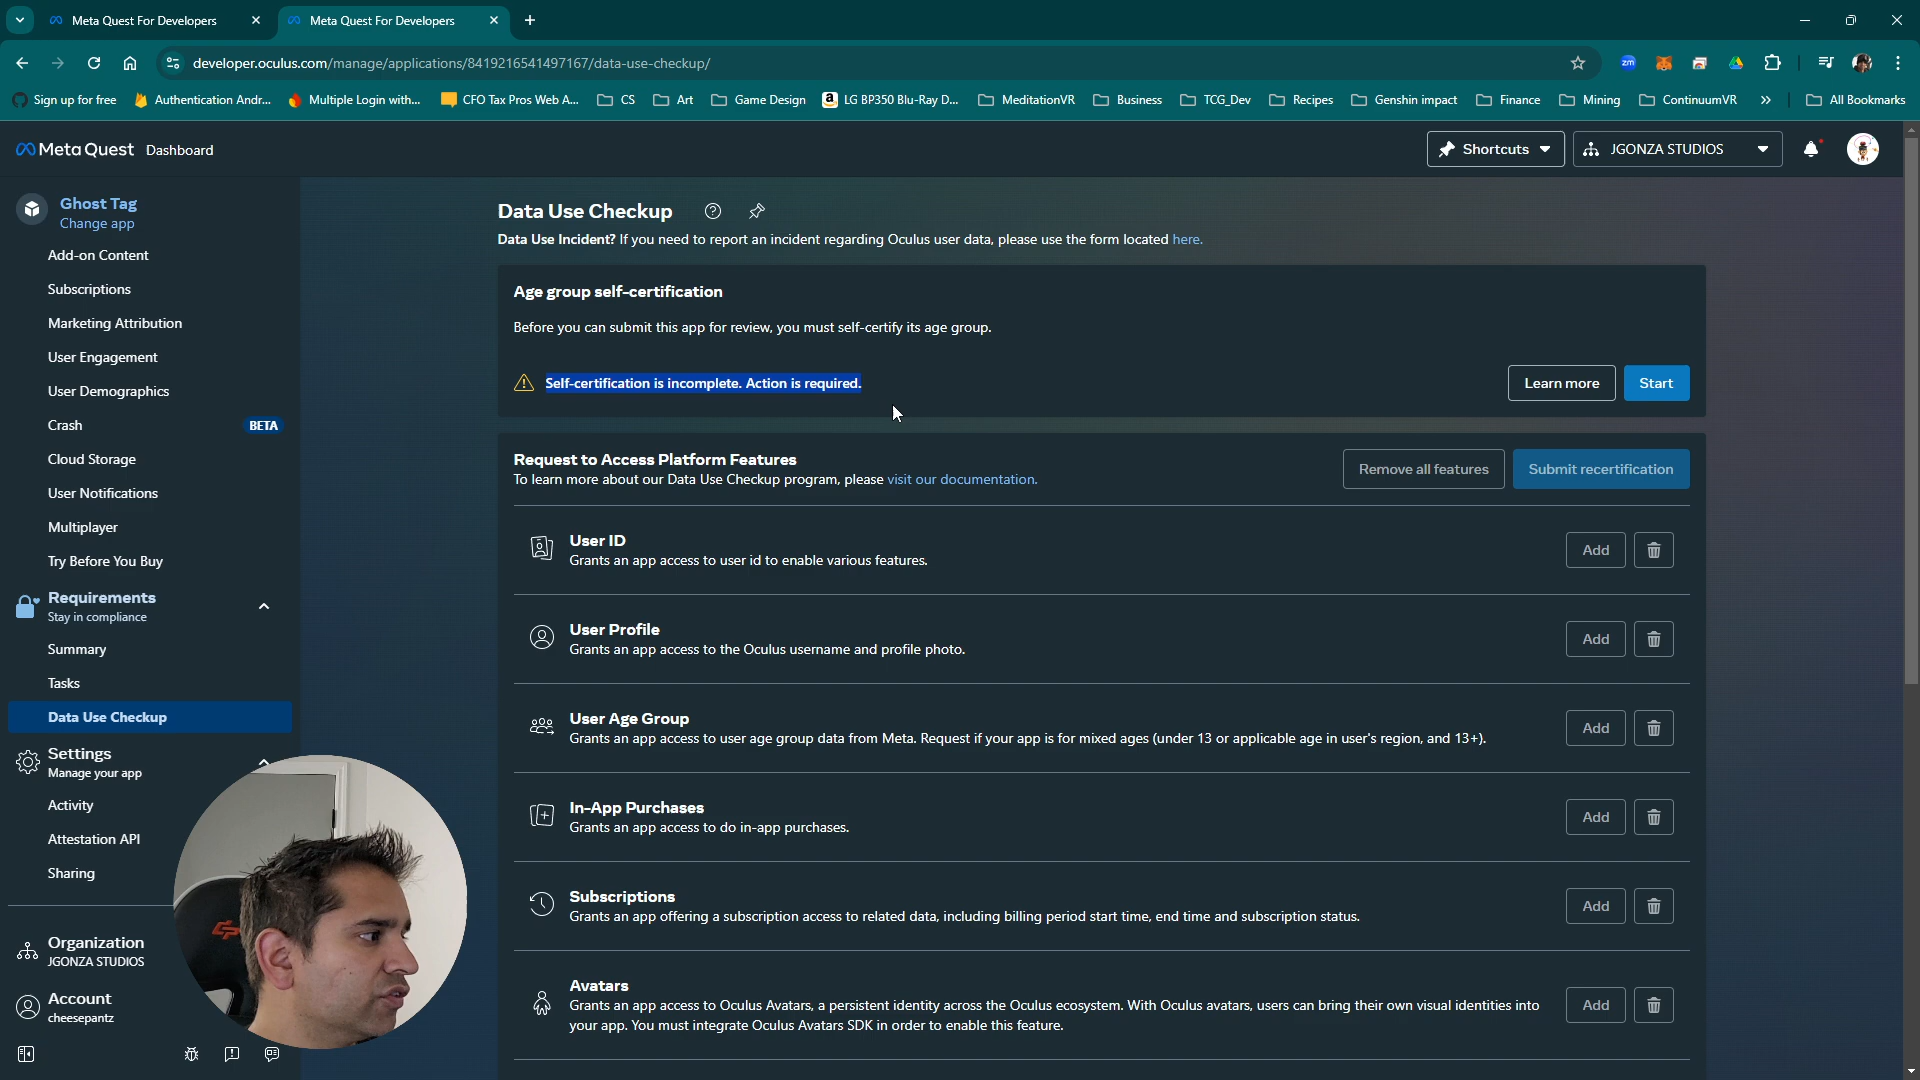 Meta Quest For Developers
Meta Quest For Developers
developer.oculus.com/manage/applications/8419216541497167/data-use-checkup/
zm
Sign up for free
Authentication Andr...
Multiple Login with...
CFO Tax Pros Web A...
CS
Art
Game Design
LG BP350 Blu-Ray D...
MeditationVR
Business
TCG_Dev
Recipes
Genshin impact
Finance
Mining
ContinuumVR
»
All Bookmarks
Meta Quest Dashboard
Shortcuts
JGONZA STUDIOS
Ghost Tag
Change app
Add-on Content
Subscriptions
Marketing Attribution
User Engagement
User Demographics
Crash BETA
Cloud Storage
User Notifications
Multiplayer
Try Before You Buy
Requirements
Stay in compliance
Summary
Tasks
Data Use Checkup
Settings
Manage your app
Activity
Attestation API
Sharing
Organization
JGONZA STUDIOS
Account
cheesepantz
Data Use Checkup
Data Use Incident? If you need to report an incident regarding Oculus user data, please use the form located here.
Age group self-certification
Before you can submit this app for review, you must self-certify its age group.
Self-certification is incomplete. Action is required.
Learn more
Start
Request to Access Platform Features
To learn more about our Data Use Checkup program, please visit our documentation.
Remove all features
Submit recertification
User ID
Grants an app access to user id to enable various features.
Add
User Profile
Grants an app access to the Oculus username and profile photo.
Add
User Age Group
Grants an app access to user age group data from Meta. Request if your app is for mixed ages (under 13 or applicable age in user's region, and 13+).
Add
In-App Purchases
Grants an app access to do in-app purchases.
Add
Subscriptions
Grants an app offering a subscription access to related data, including billing period start time, end time and subscription status.
Add
Avatars
Grants an app access to Oculus Avatars, a persistent identity across the Oculus ecosystem. With Oculus avatars, users can bring their own visual identities into
your app. You must integrate Oculus Avatars SDK in order to enable this feature.
Add